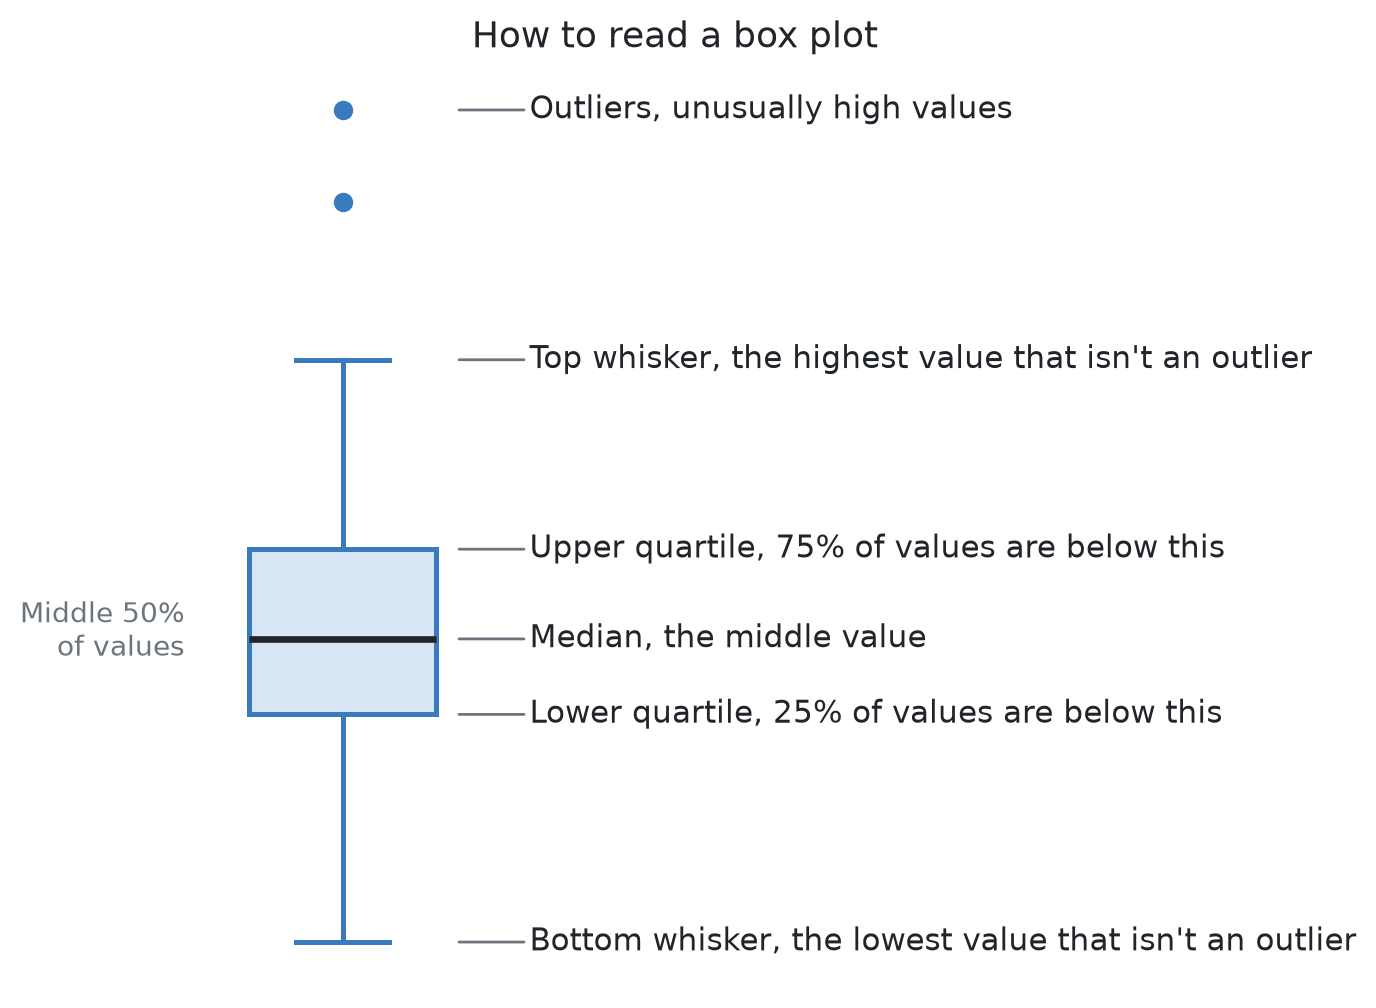 How to read a box plot
Outliers, unusually high values
Top whisker, the highest value that isn't an outlier
Upper quartile, 75% of values are below this
Middle 50%
of values
Median, the middle value
Lower quartile, 25% of values are below this
Bottom whisker, the lowest value that isn't an outlier